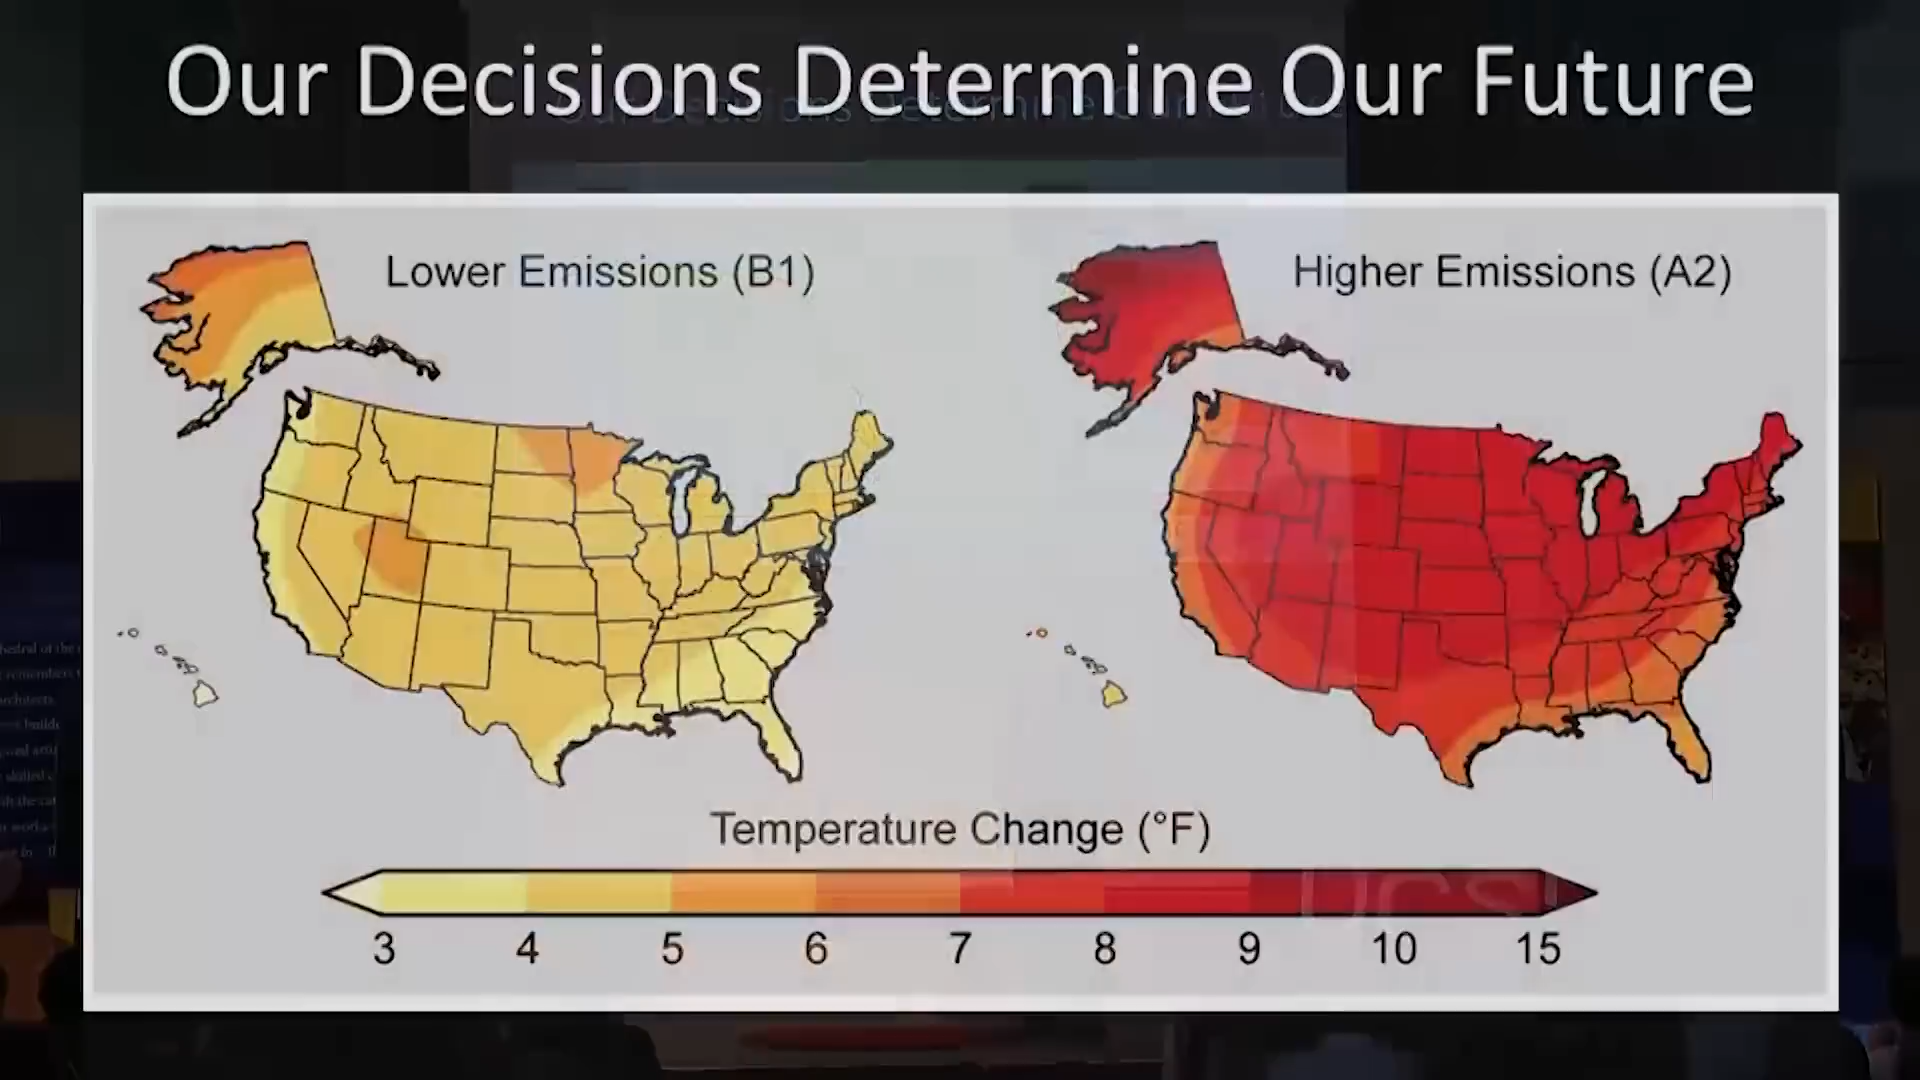 Our Decisions Determine Our Future
Lower Emissions (B1)
Higher Emissions (A2)
Temperature Change (°F)
3 4 5 6 7 8 9 10 15